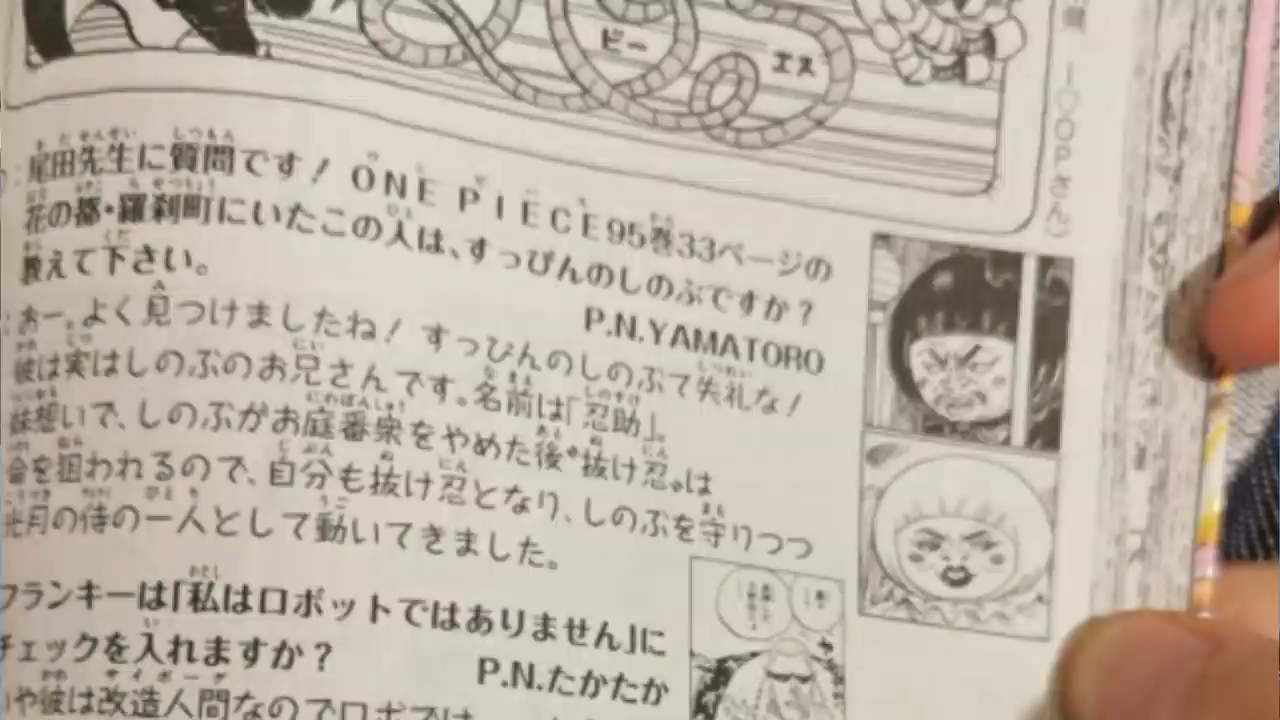 ピー
エス
尾田先生に質問です！ ONE PIECE95巻33ページの
花の都・羅刹町にいたこの人は、すっぴんのしのぶですか？
教えて下さい。
P.N.YAMATORO
おー。よく見つけましたね！ すっぴんのしのぶて失礼な！
彼は実はしのぶのお兄さんです。名前は「忍助」。
妹想いで、しのぶがお庭番衆をやめた後“抜け忍”は
命を狙われるので、自分も抜け忍となり、しのぶを守りつつ
光月の侍の一人として動いてきました。
フランキーは「私はロボットではありません」に
チェックを入れますか？
P.N.たかたか
や彼は改造人間なのでロボでは